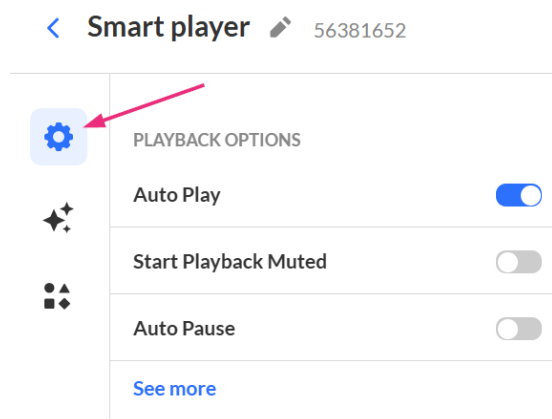 Smart player 56381652
PLAYBACK OPTIONS
Auto Play
Start Playback Muted
Auto Pause
See more